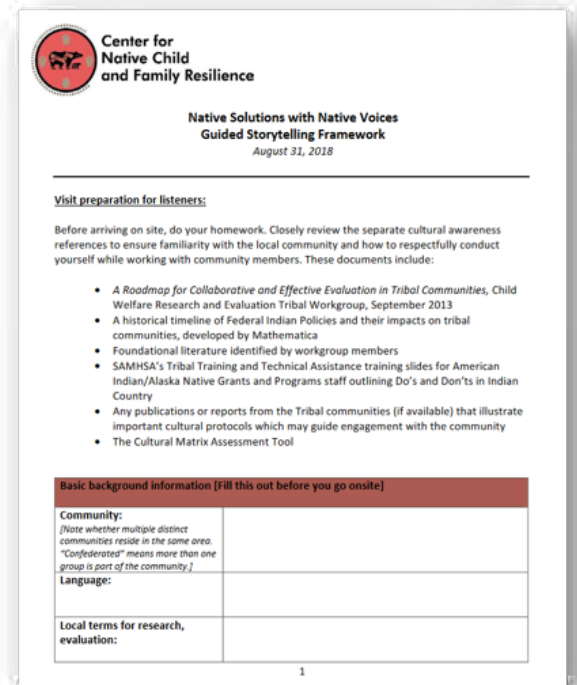 Center for
Native Child
and Family Resilience
Native Solutions with Native Voices
Guided Storytelling Framework
August 31, 2018
Visit preparation for listeners:
Before arriving on site, do your homework. Closely review the separate cultural awareness
references to ensure familiarity with the local community and how to respectfully conduct
yourself while working with community members. These documents include:
• A Roadmap for Collaborative and Effective Evaluation in Tribal Communities, Child
Welfare Research and Evaluation Tribal Workgroup, September 2013
• A historical timeline of Federal Indian Policies and their impacts on tribal
communities, developed by Mathematica
• Foundational literature identified by workgroup members
• SAMHSA's Tribal Training and Technical Assistance training slides for American
Indian/Alaska Native Grants and Programs staff outlining Do's and Don'ts in Indian
Country
• Any publications or reports from the Tribal communities (if available) that illustrate
important cultural protocols which may guide engagement with the community
• The Cultural Matrix Assessment Tool
Basic background information [Fill this out before you go onsite]
Community:
[Note whether multiple distinct
communities reside in the same area.
"Confederated" means more than one
group is part of the community.]
Language:
Local terms for research,
evaluation:
1